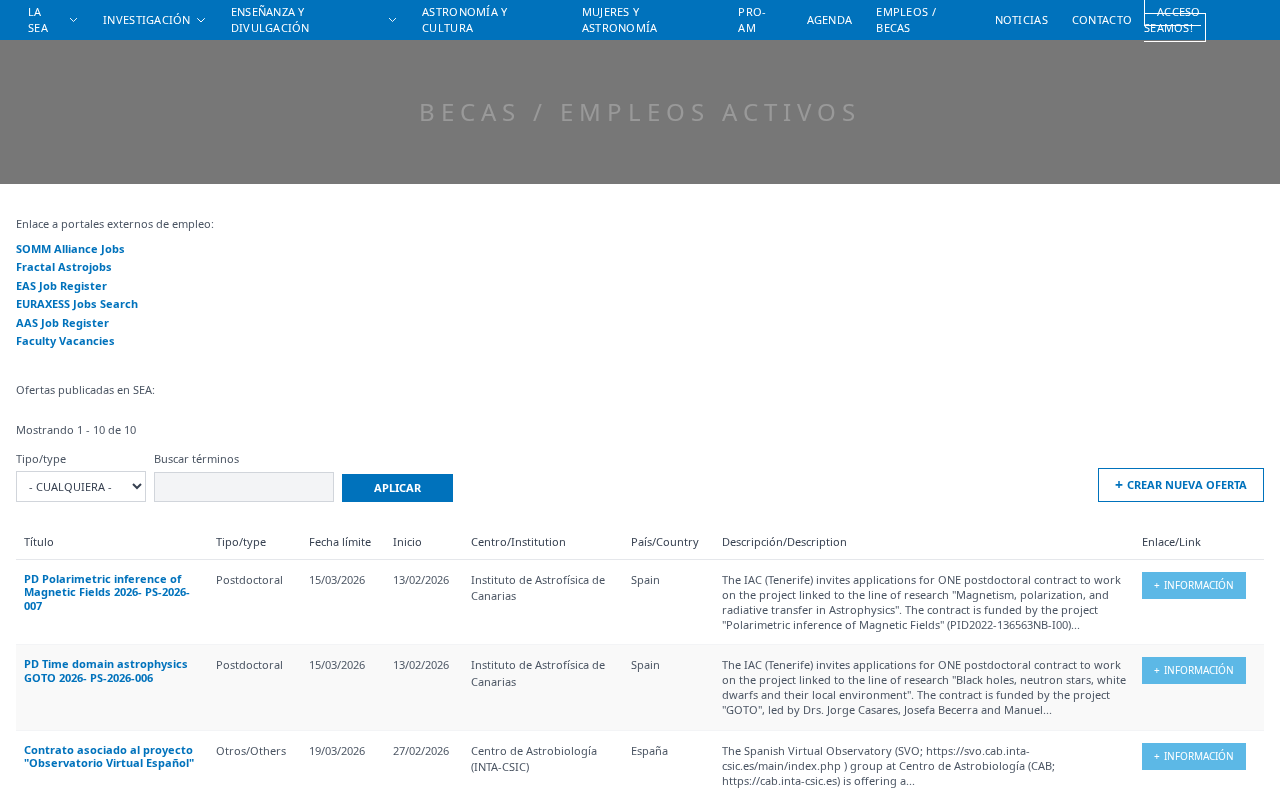 LA SEA
INVESTIGACIÓN
ENSEÑANZA Y DIVULGACIÓN
ASTRONOMÍA Y CULTURA
MUJERES Y ASTRONOMÍA
PRO-AM
AGENDA
EMPLEOS / BECAS
NOTICIAS
CONTACTO
ACCESO SEAMOS!
BECAS / EMPLEOS ACTIVOS
Enlace a portales externos de empleo:
SOMM Alliance Jobs
Fractal Astrojobs
EAS Job Register
EURAXESS Jobs Search
AAS Job Register
Faculty Vacancies
Ofertas publicadas en SEA:
Mostrando 1 - 10 de 10
Tipo/type
Buscar términos
- CUALQUIERA -
APLICAR
+ CREAR NUEVA OFERTA
Título Tipo/type Fecha límite Inicio Centro/Institution País/Country Descripción/Description Enlace/Link
PD Polarimetric inference of
Magnetic Fields 2026- PS-2026-
007
Postdoctoral
15/03/2026
13/02/2026
Instituto de Astrofísica de
Canarias
Spain
The IAC (Tenerife) invites applications for ONE postdoctoral contract to work
on the project linked to the line of research "Magnetism, polarization, and
radiative transfer in Astrophysics". The contract is funded by the project
"Polarimetric inference of Magnetic Fields" (PID2022-136563NB-I00)...
+ INFORMACIÓN
PD Time domain astrophysics
GOTO 2026- PS-2026-006
Postdoctoral
15/03/2026
13/02/2026
Instituto de Astrofísica de
Canarias
Spain
The IAC (Tenerife) invites applications for ONE postdoctoral contract to work
on the project linked to the line of research "Black holes, neutron stars, white
dwarfs and their local environment". The contract is funded by the project
"GOTO", led by Drs. Jorge Casares, Josefa Becerra and Manuel...
+ INFORMACIÓN
Contrato asociado al proyecto
"Observatorio Virtual Español"
Otros/Others
19/03/2026
27/02/2026
Centro de Astrobiología
(INTA-CSIC)
España
The Spanish Virtual Observatory (SVO; https://svo.cab.inta-
csic.es/main/index.php ) group at Centro de Astrobiología (CAB;
https://cab.inta-csic.es) is offering a...
+ INFORMACIÓN